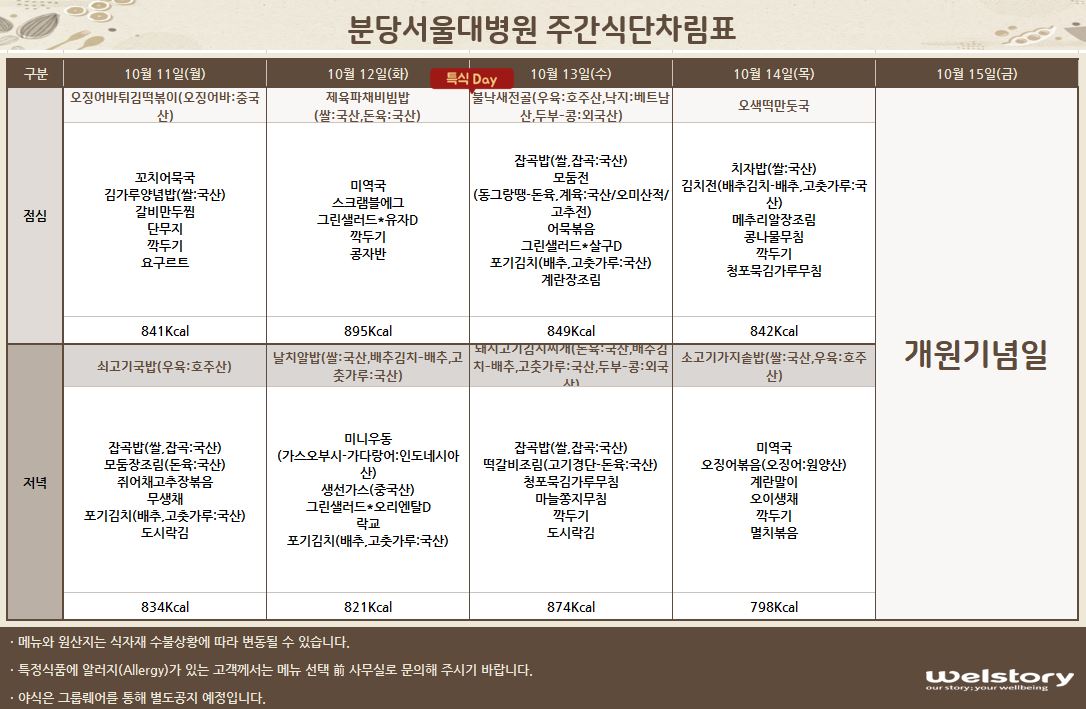 분당서울대병원 주간식단차림표
구분
10월 11일(월)
10월 12일(화)
특식 Day
10월 13일(수)
10월 14일(목)
10월 15일(금)
점심
오징어바튀김떡볶이(오징어바:중국
산)
꼬치어묵국
김가루양념밥(쌀:국산)
갈비만두찜
단무지
깍두기
요구르트
841Kcal
제육파채비빔밥
(쌀:국산,돈육:국산)
미역국
스크램블에그
그린샐러드*유자D
깍두기
콩자반
895Kcal
불낙새전골(우육:호주산,낙지:베트남
산,두부-콩:외국산)
잡곡밥(쌀,잡곡:국산)
모둠전
(동그랑땡-돈육,계육:국산/오미산적/
고추전)
어묵볶음
그린샐러드*살구D
포기김치(배추,고춧가루:국산)
계란장조림
849Kcal
오색떡만둣국
치자밥(쌀:국산)
김치전(배추김치-배추,고춧가루:국
산)
메추리알장조림
콩나물무침
깍두기
청포묵김가루무침
842Kcal
개원기념일
저녁
쇠고기국밥(우육:호주산)
잡곡밥(쌀,잡곡:국산)
모둠장조림(돈육:국산)
쥐어채고추장볶음
무생채
포기김치(배추,고춧가루:국산)
도시락김
834Kcal
날치알밥(쌀:국산,배추김치-배추,고
춧가루:국산)
미니우동
(가스오부시-가다랑어:인도네시아
산)
생선가스(중국산)
그린샐러드*오리엔탈D
락교
포기김치(배추,고춧가루:국산)
821Kcal
돼지고기김치찌개(돈육:국산,배추김
치-배추,고춧가루:국산,두부-콩:외국
산)
잡곡밥(쌀,잡곡:국산)
떡갈비조림(고기경단-돈육:국산)
청포묵김가루무침
마늘쫑지무침
깍두기
도시락김
874Kcal
소고기가지솥밥(쌀:국산,우육:호주
산)
미역국
오징어볶음(오징어:원양산)
계란말이
오이생채
깍두기
멸치볶음
798Kcal
· 메뉴와 원산지는 식자재 수불상황에 따라 변동될 수 있습니다.
· 특정식품에 알러지(Allergy)가 있는 고객께서는 메뉴 선택 前 사무실로 문의해 주시기 바랍니다.
· 야식은 그룹웨어를 통해 별도공지 예정입니다.
welstory
our story; your wellbeing